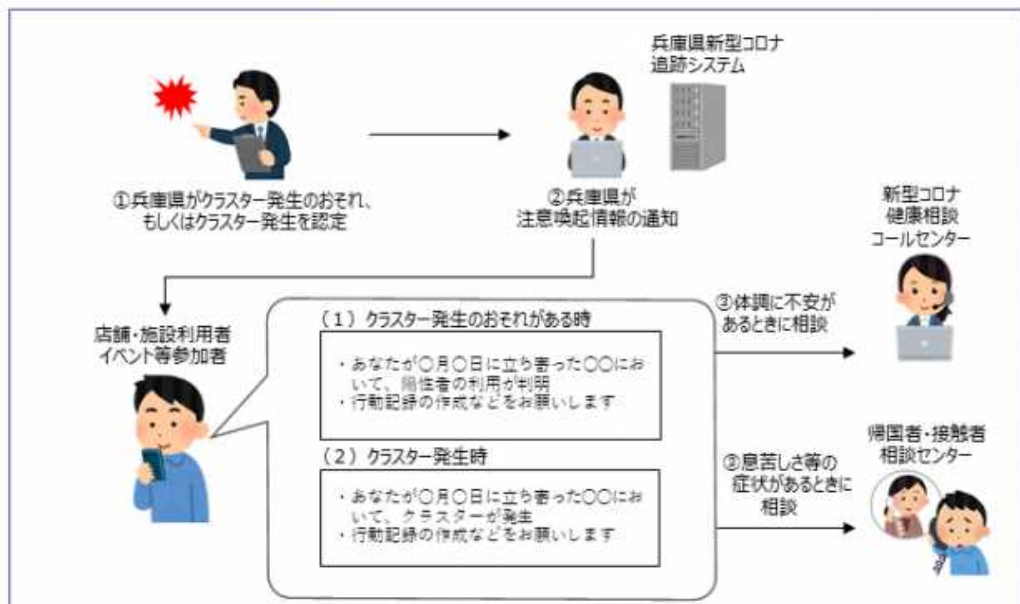 兵庫県新型コロナ
追跡システム
①兵庫県がクラスター発生のおそれ、
もしくはクラスター発生を認定
②兵庫県が
注意喚起情報の通知
新型コロナ
健康相談
コールセンター
店舗・施設利用者
イベント等参加者
(1)クラスター発生のおそれがある時
・あなたが○月○日に立ち寄った○○にお
いて、陽性者の利用が判明
・行動記録の作成などをお願いします
(2)クラスター発生時
・あなたが○月○日に立ち寄った○○にお
いて、クラスターが発生
・行動記録の作成などをお願いします
③体調に不安が
あるときに相談
③息苦しさ等の
症状があるときに
相談
帰国者・接触者
相談センター